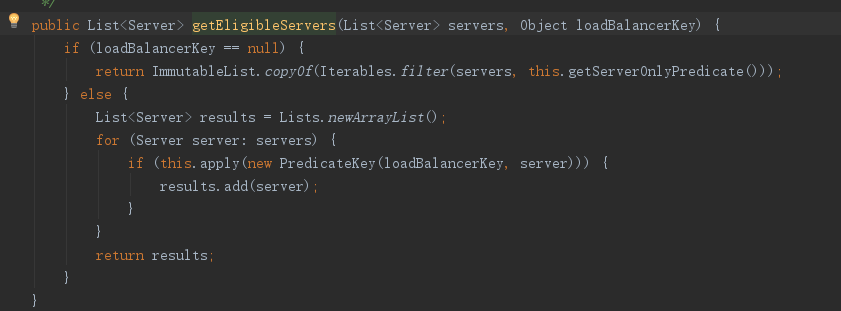 */
public List<Server> getEligibleServers(List<Server> servers, Object loadBalancerKey) {
if (loadBalancerKey == null) {
return ImmutableList.copyOf(Iterables.filter(servers, this.getServerOnlyPredicate()));
} else {
List<Server> results = Lists.newArrayList();
for (Server server: servers) {
if (this.apply(new PredicateKey(loadBalancerKey, server))) {
results.add(server);
}
}
return results;
}
}